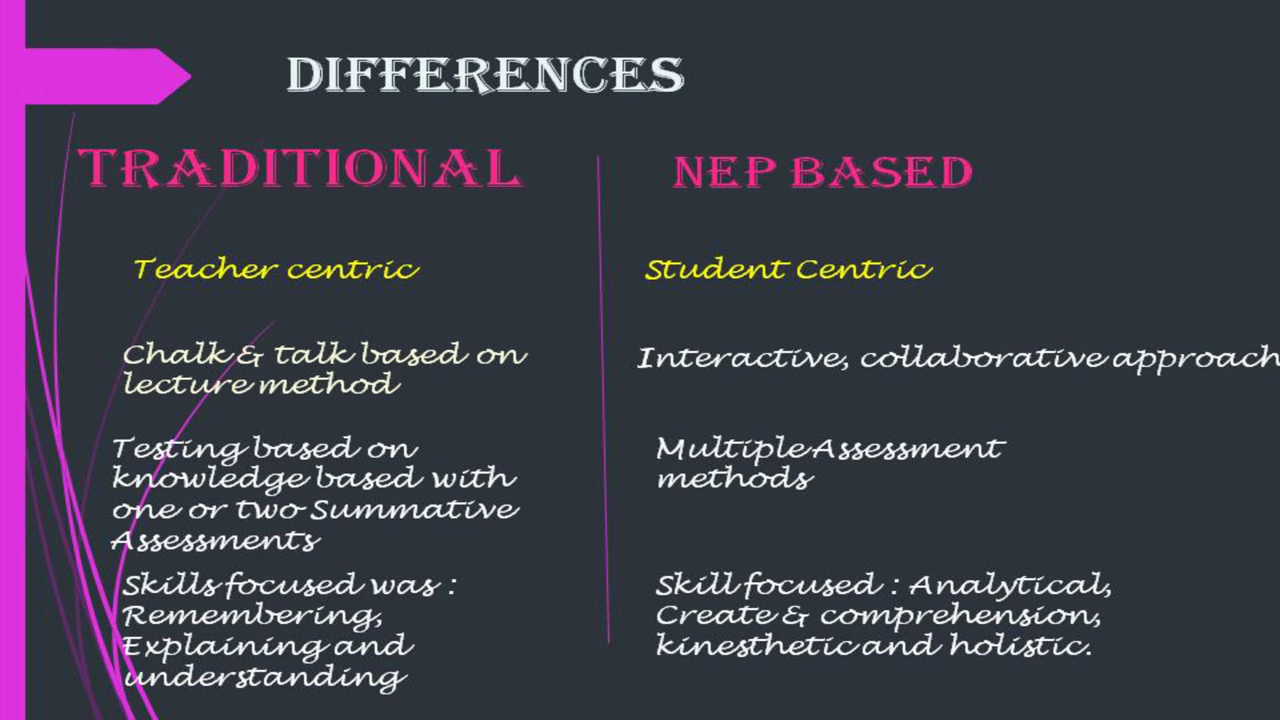 DIFFERENCES
TRADITIONAL
Teacher centric
Chalk & talk based on
lecture method
Testing based on
knowledge based with
one or two Summative
Assessments
Skills focused was :
Remembering,
Explaining and
understanding
NEP BASED
Student Centric
Interactive, collaborative approach
Multiple Assessment
methods
Skill focused : Analytical,
Create & comprehension,
kinesthetic and holistic.